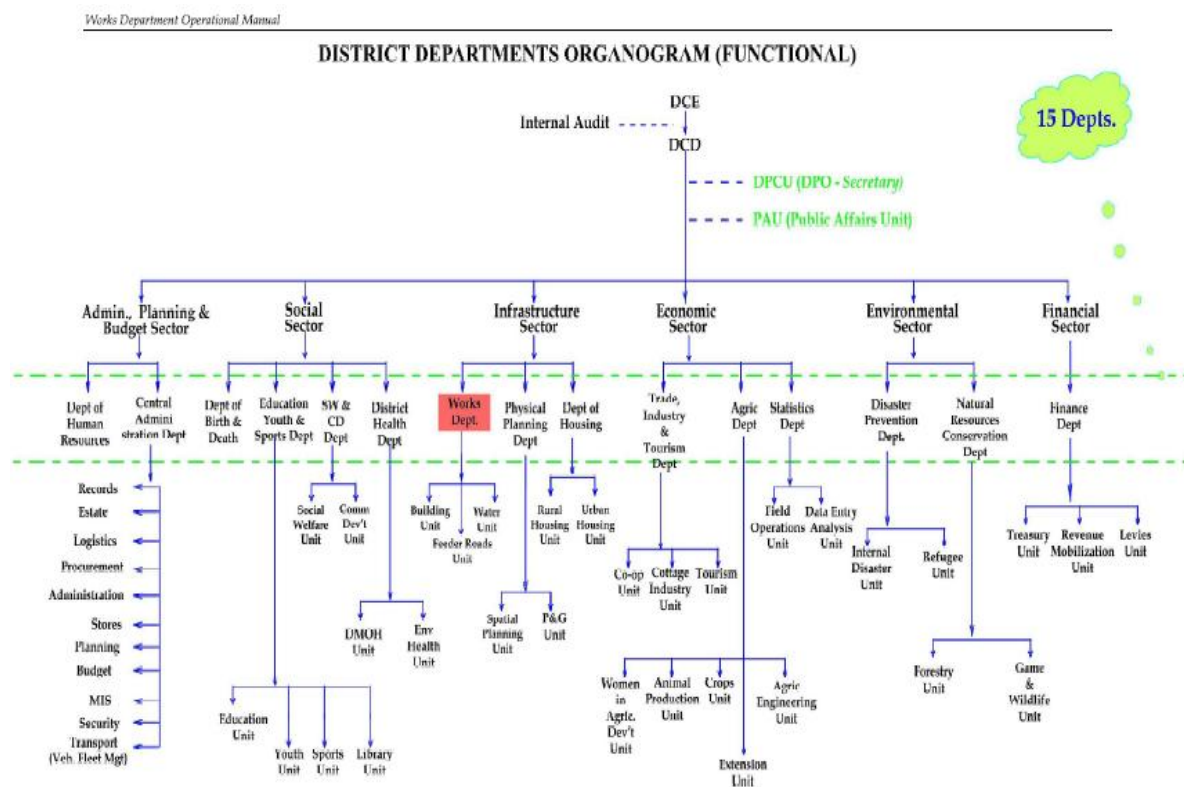 Works Department Operational Manual
DISTRICT DEPARTMENTS ORGANOGRAM (FUNCTIONAL)
15 Depts.
DCE
Internal Audit
DCD
DPCU (DPO - Secretary)
PAU (Public Affairs Unit)
Admin., Planning &
Budget Sector
Social
Sector
Infrastructure
Sector
Economic
Sector
Environmental
Sector
Financial
Sector
Dept of
Human
Resources
Central
Admini
stration Dept
Dept of
Birth &
Death
Education
Youth &
Sports Dept
SW &
CD
Dept
District
Health
Dept
Works
Dept.
Physical
Planning
Dept
Dept of
Housing
Trade,
Industry
&
Tourism
Dept
Agric
Dept
Statistics
Dept
Disaster
Prevention
Dept.
Natural
Resources
Conservation
Dept
Finance
Dept
Records
Estate
Logistics
Procurement
Administration
Stores
Planning
Budget
MIS
Security
Transport
(Veh. Fleet Mgt)
Social
Welfare
Unit
Comm
Dev't
Unit
Building
Unit
Water
Unit
Feeder Roads
Unit
Rural
Housing
Unit
Urban
Housing
Unit
Field
Operations
Unit
Data Entry
Analysis
Unit
Internal
Disaster
Unit
Refugee
Unit
Treasury
Unit
Revenue
Mobilization
Unit
Levies
Unit
Co-op
Unit
Cottage
Industry
Unit
Tourism
Unit
DMOH
Unit
Env
Health
Unit
Spatial
Planning
Unit
P&G
Unit
Women
in
Agric.
Dev't Unit
Animal
Production
Unit
Crops
Unit
Agric
Engineering
Unit
Extension
Unit
Forestry
Unit
Game
&
Wildlife
Unit
Education
Unit
Youth
Unit
Sports
Unit
Library
Unit